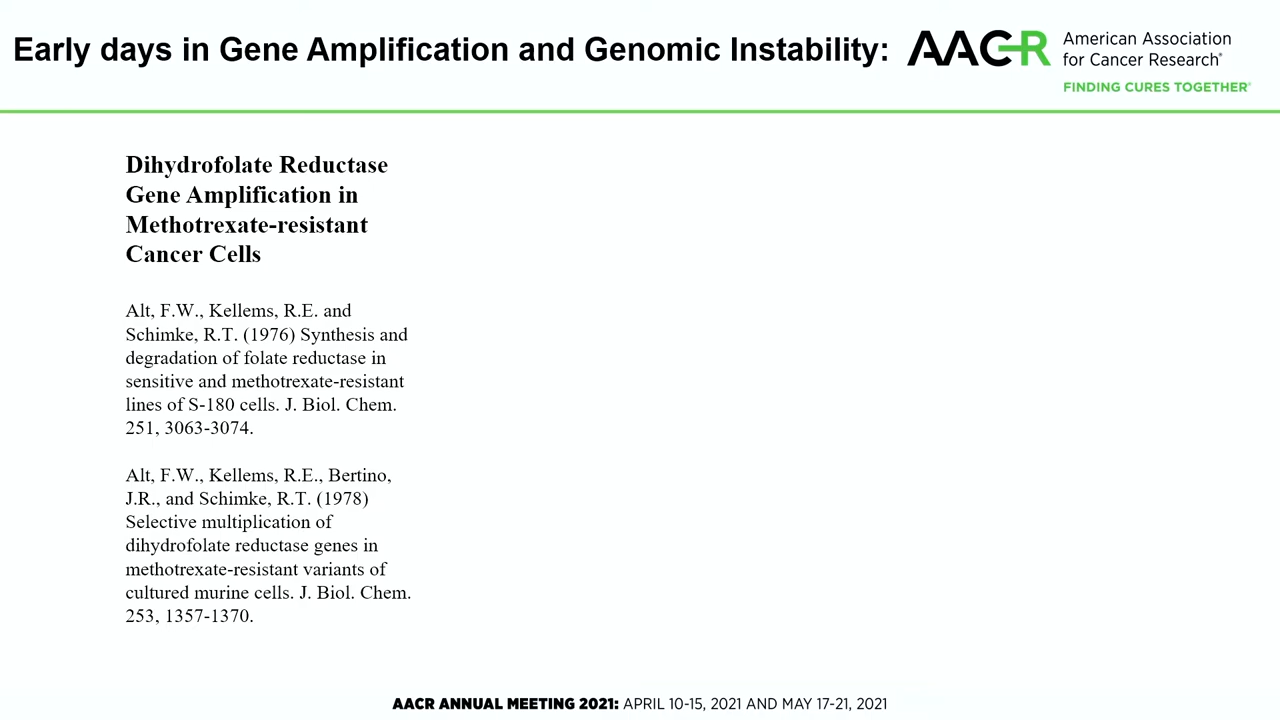 Early days in Gene Amplification and Genomic Instability:
AACR
American Association
for Cancer Research®
FINDING CURES TOGETHER®
Dihydrofolate Reductase
Gene Amplification in
Methotrexate-resistant
Cancer Cells
Alt, F.W., Kellems, R.E. and
Schimke, R.T. (1976) Synthesis and
degradation of folate reductase in
sensitive and methotrexate-resistant
lines of S-180 cells. J. Biol. Chem.
251, 3063-3074.
Alt, F.W., Kellems, R.E., Bertino,
J.R., and Schimke, R.T. (1978)
Selective multiplication of
dihydrofolate reductase genes in
methotrexate-resistant variants of
cultured murine cells. J. Biol. Chem.
253, 1357-1370.
AACR ANNUAL MEETING 2021: APRIL 10-15, 2021 AND MAY 17-21, 2021